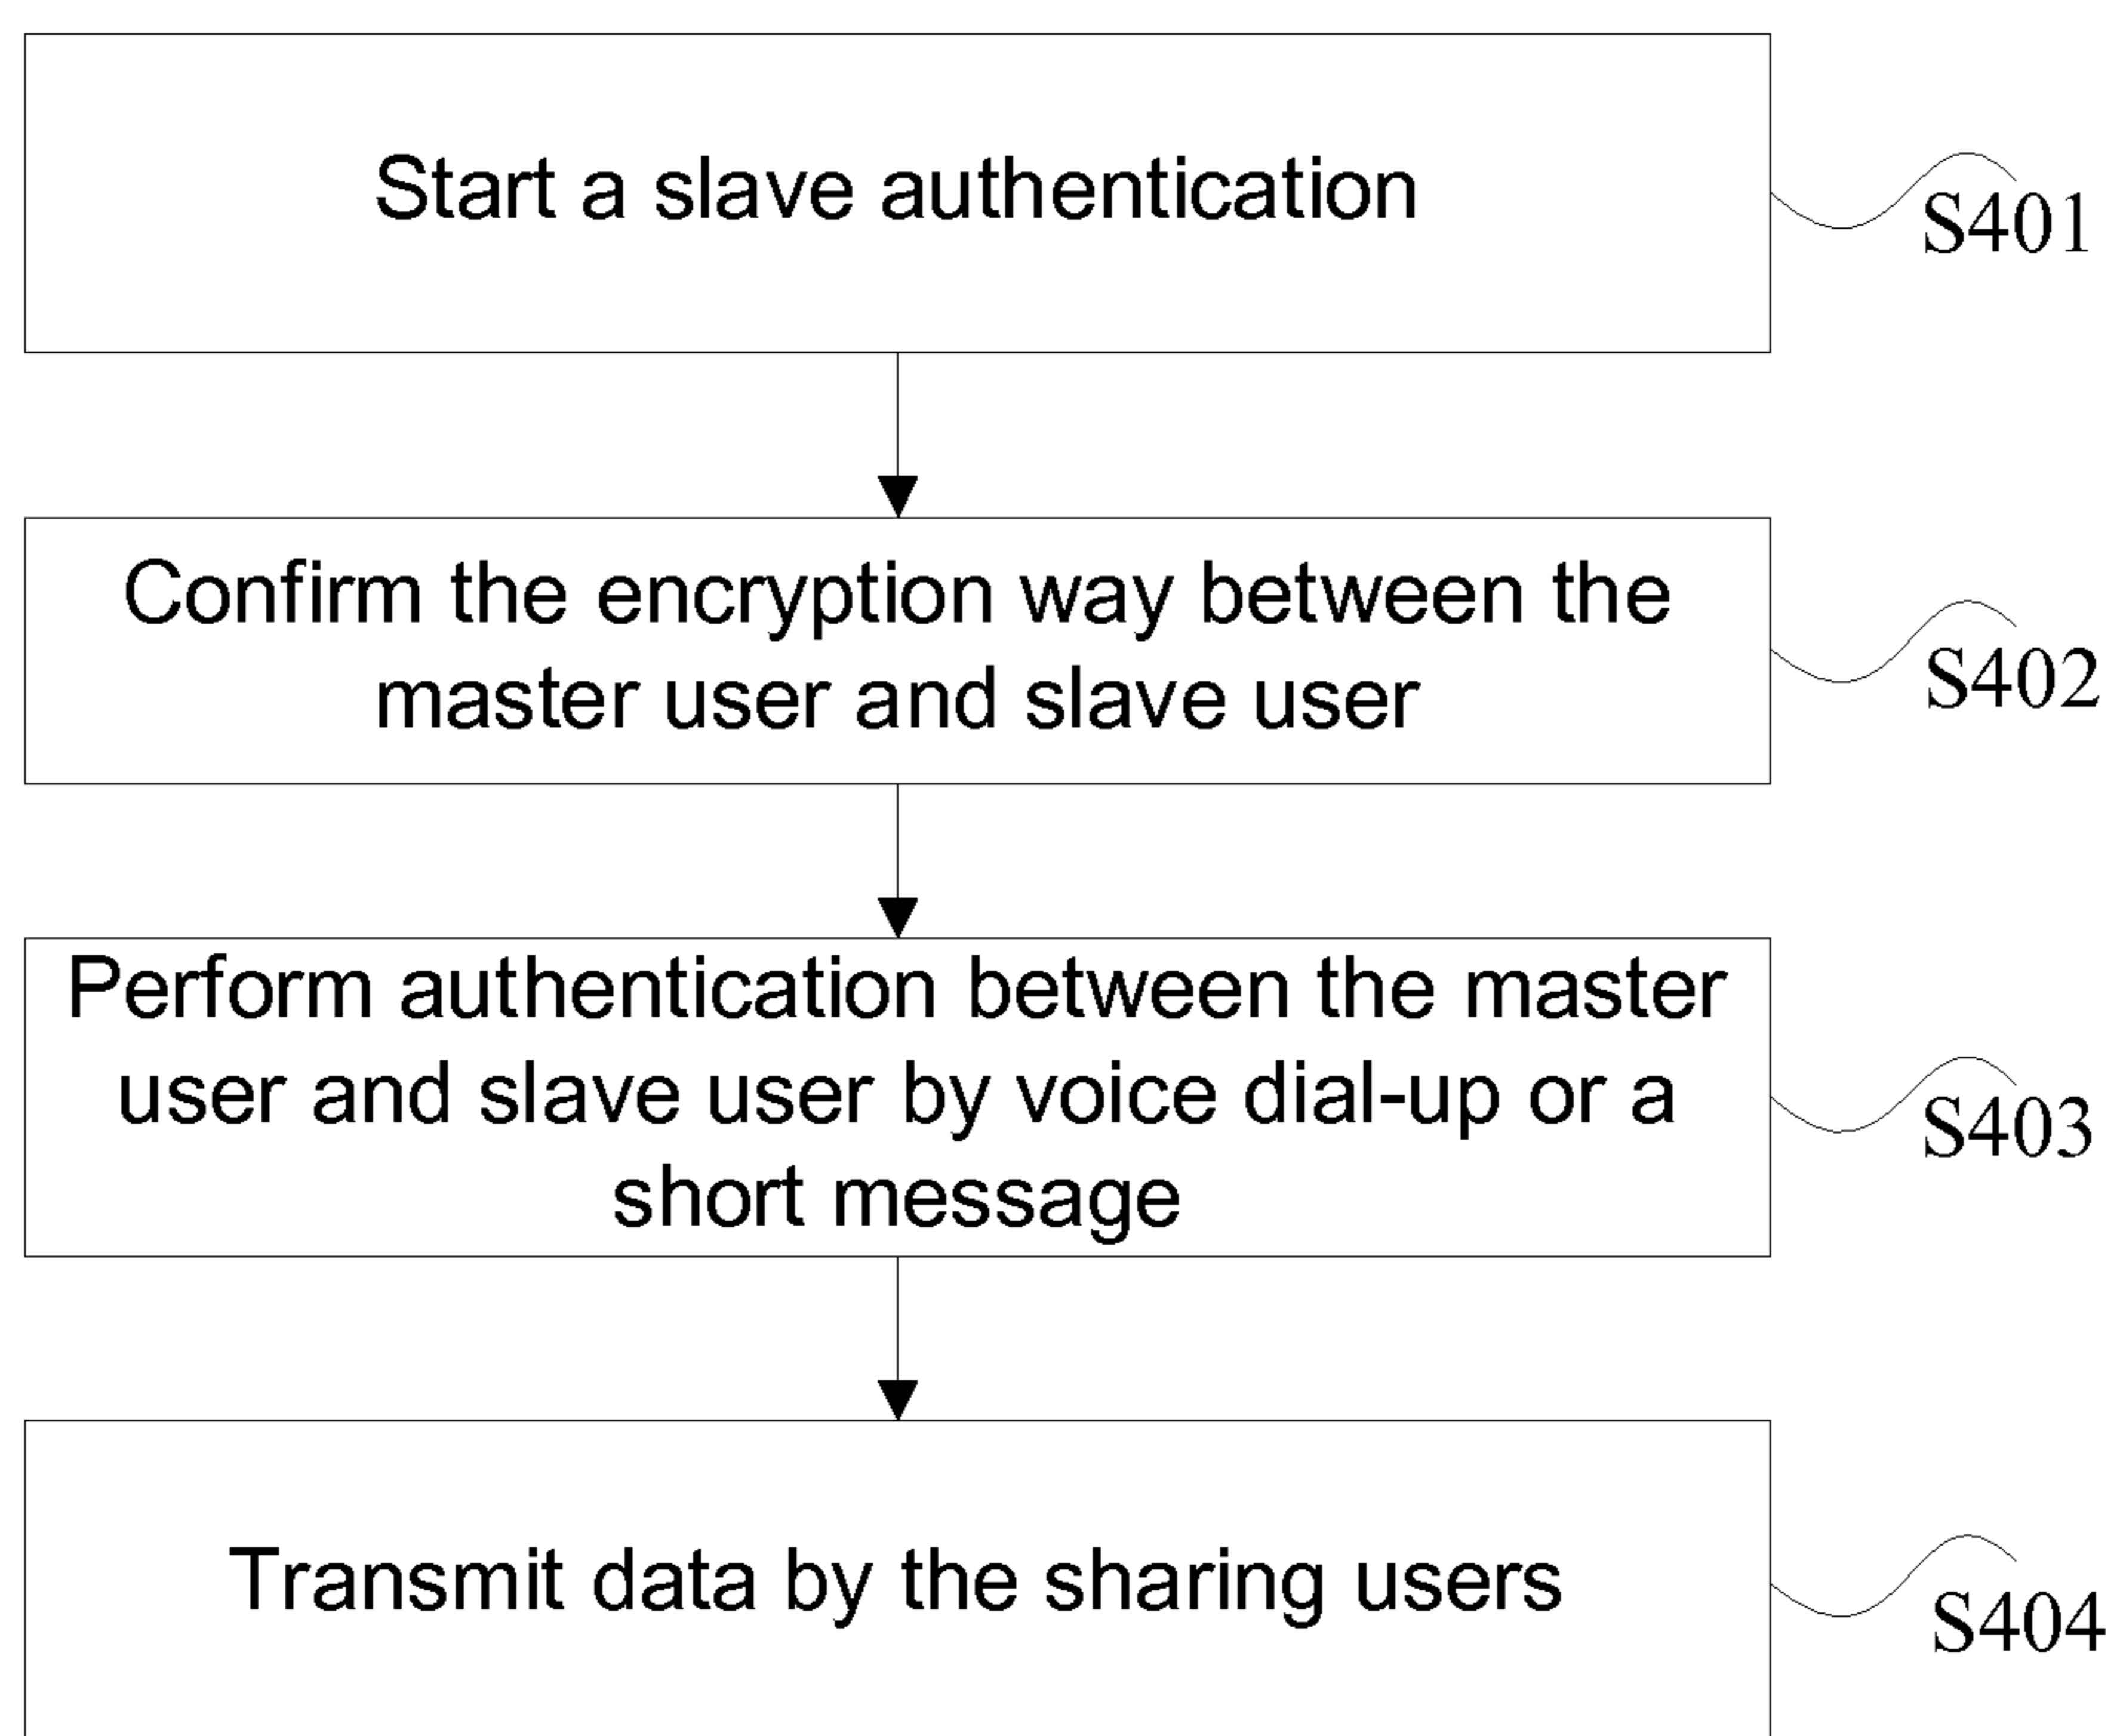 Start a slave authentication
S401
Confirm the encryption way between the
master user and slave user
S402
Perform authentication between the master
user and slave user by voice dial-up or a
short message
S403
Transmit data by the sharing users
S404